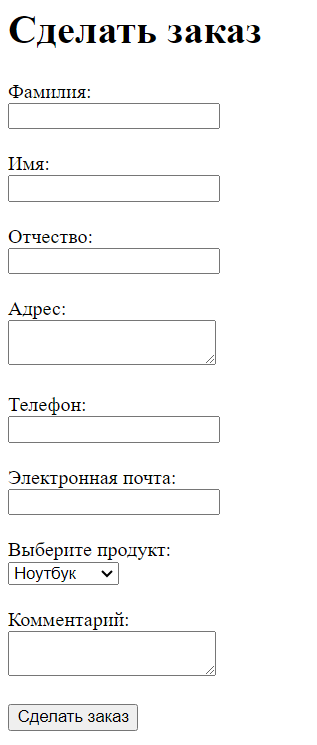 Сделать заказ
Фамилия:
Имя:
Отчество:
Адрес:
Телефон:
Электронная почта:
Выберите продукт:
Ноутбук
Комментарий:
Сделать заказ